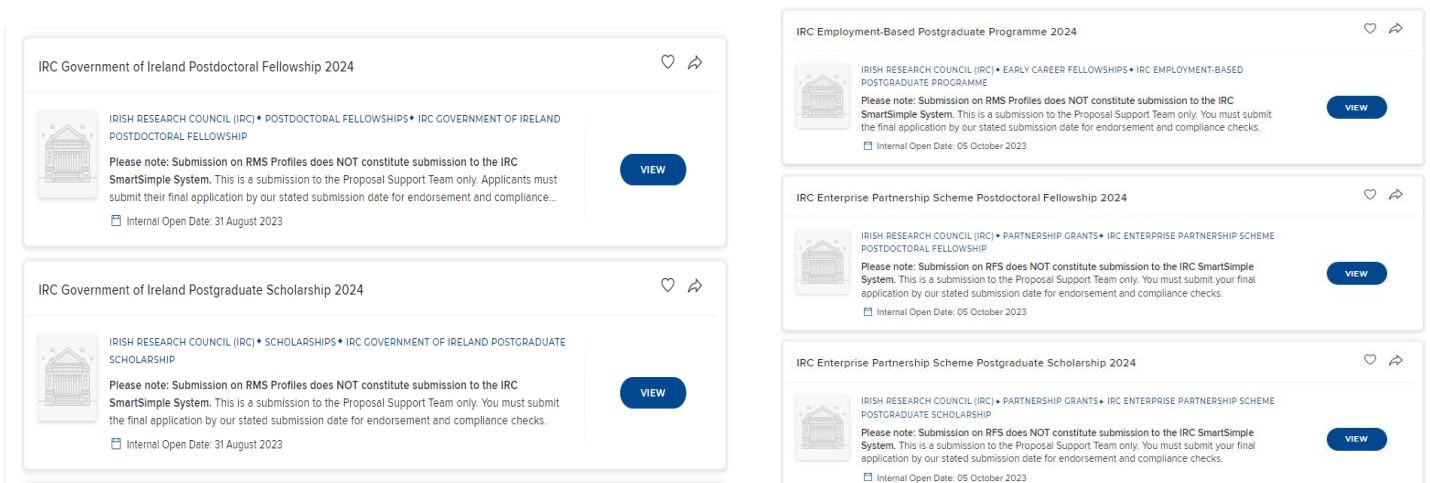 IRC Government of Ireland Postdoctoral Fellowship 2024
IRISH RESEARCH COUNCIL (IRC) ◆ POSTDOCTORAL FELLOWSHIPS ◆ IRC GOVERNMENT OF IRELAND
POSTDOCTORAL FELLOWSHIP
Please note: Submission on RMS Profiles does NOT constitute submission to the IRC
SmartSimple System. This is a submission to the Proposal Support Team only. Applicants must
submit their final application by our stated submission date for endorsement and compliance...
VIEW
Internal Open Date: 31 August 2023
IRC Government of Ireland Postgraduate Scholarship 2024
IRISH RESEARCH COUNCIL (IRC) ◆ SCHOLARSHIPS ◆ IRC GOVERNMENT OF IRELAND POSTGRADUATE
SCHOLARSHIP
Please note: Submission on RMS Profiles does NOT constitute submission to the IRC
SmartSimple System. This is a submission to the Proposal Support Team only. You must submit
the final application by our stated submission date for endorsement and compliance checks.
VIEW
Internal Open Date: 31 August 2023
IRC Employment-Based Postgraduate Programme 2024
IRISH RESEARCH COUNCIL (IRC) ◆ EARLY CAREER FELLOWSHIPS ◆ IRC EMPLOYMENT-BASED
POSTGRADUATE PROGRAMME
Please note: Submission on RMS Profiles does NOT constitute submission to the IRC
SmartSimple System. This is a submission to the Proposal Support Team only. You must submit
the final application by our stated submission date for endorsement and compliance checks.
VIEW
Internal Open Date: 05 October 2023
IRC Enterprise Partnership Scheme Postdoctoral Fellowship 2024
IRISH RESEARCH COUNCIL (IRC) ◆ PARTNERSHIP GRANTS ◆ IRC ENTERPRISE PARTNERSHIP SCHEME
POSTDOCTORAL FELLOWSHIP
Please note: Submission on RFS does NOT constitute submission to the IRC SmartSimple
System. This is a submission to the Proposal Support Team only. You must submit your final
application by our stated submission date for endorsement and compliance checks.
VIEW
Internal Open Date: 05 October 2023
IRC Enterprise Partnership Scheme Postgraduate Scholarship 2024
IRISH RESEARCH COUNCIL (IRC) ◆ PARTNERSHIP GRANTS ◆ IRC ENTERPRISE PARTNERSHIP SCHEME
POSTGRADUATE SCHOLARSHIP
Please note: Submission on RFS does NOT constitute submission to the IRC SmartSimple
System. This is a submission to the Proposal Support Team only. You must submit your final
application by our stated submission date for endorsement and compliance checks.
VIEW
Internal Open Date: 05 October 2023